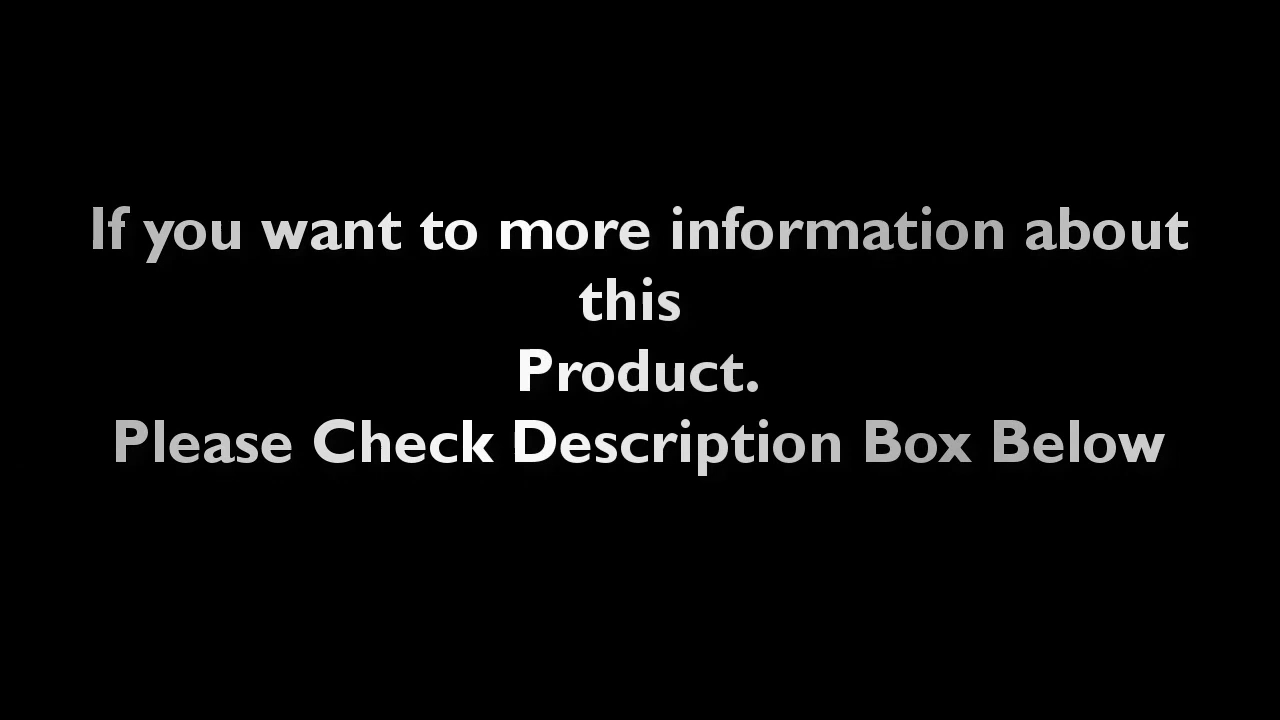 If you want to more information about
this
Product.
Please Check Description Box Below